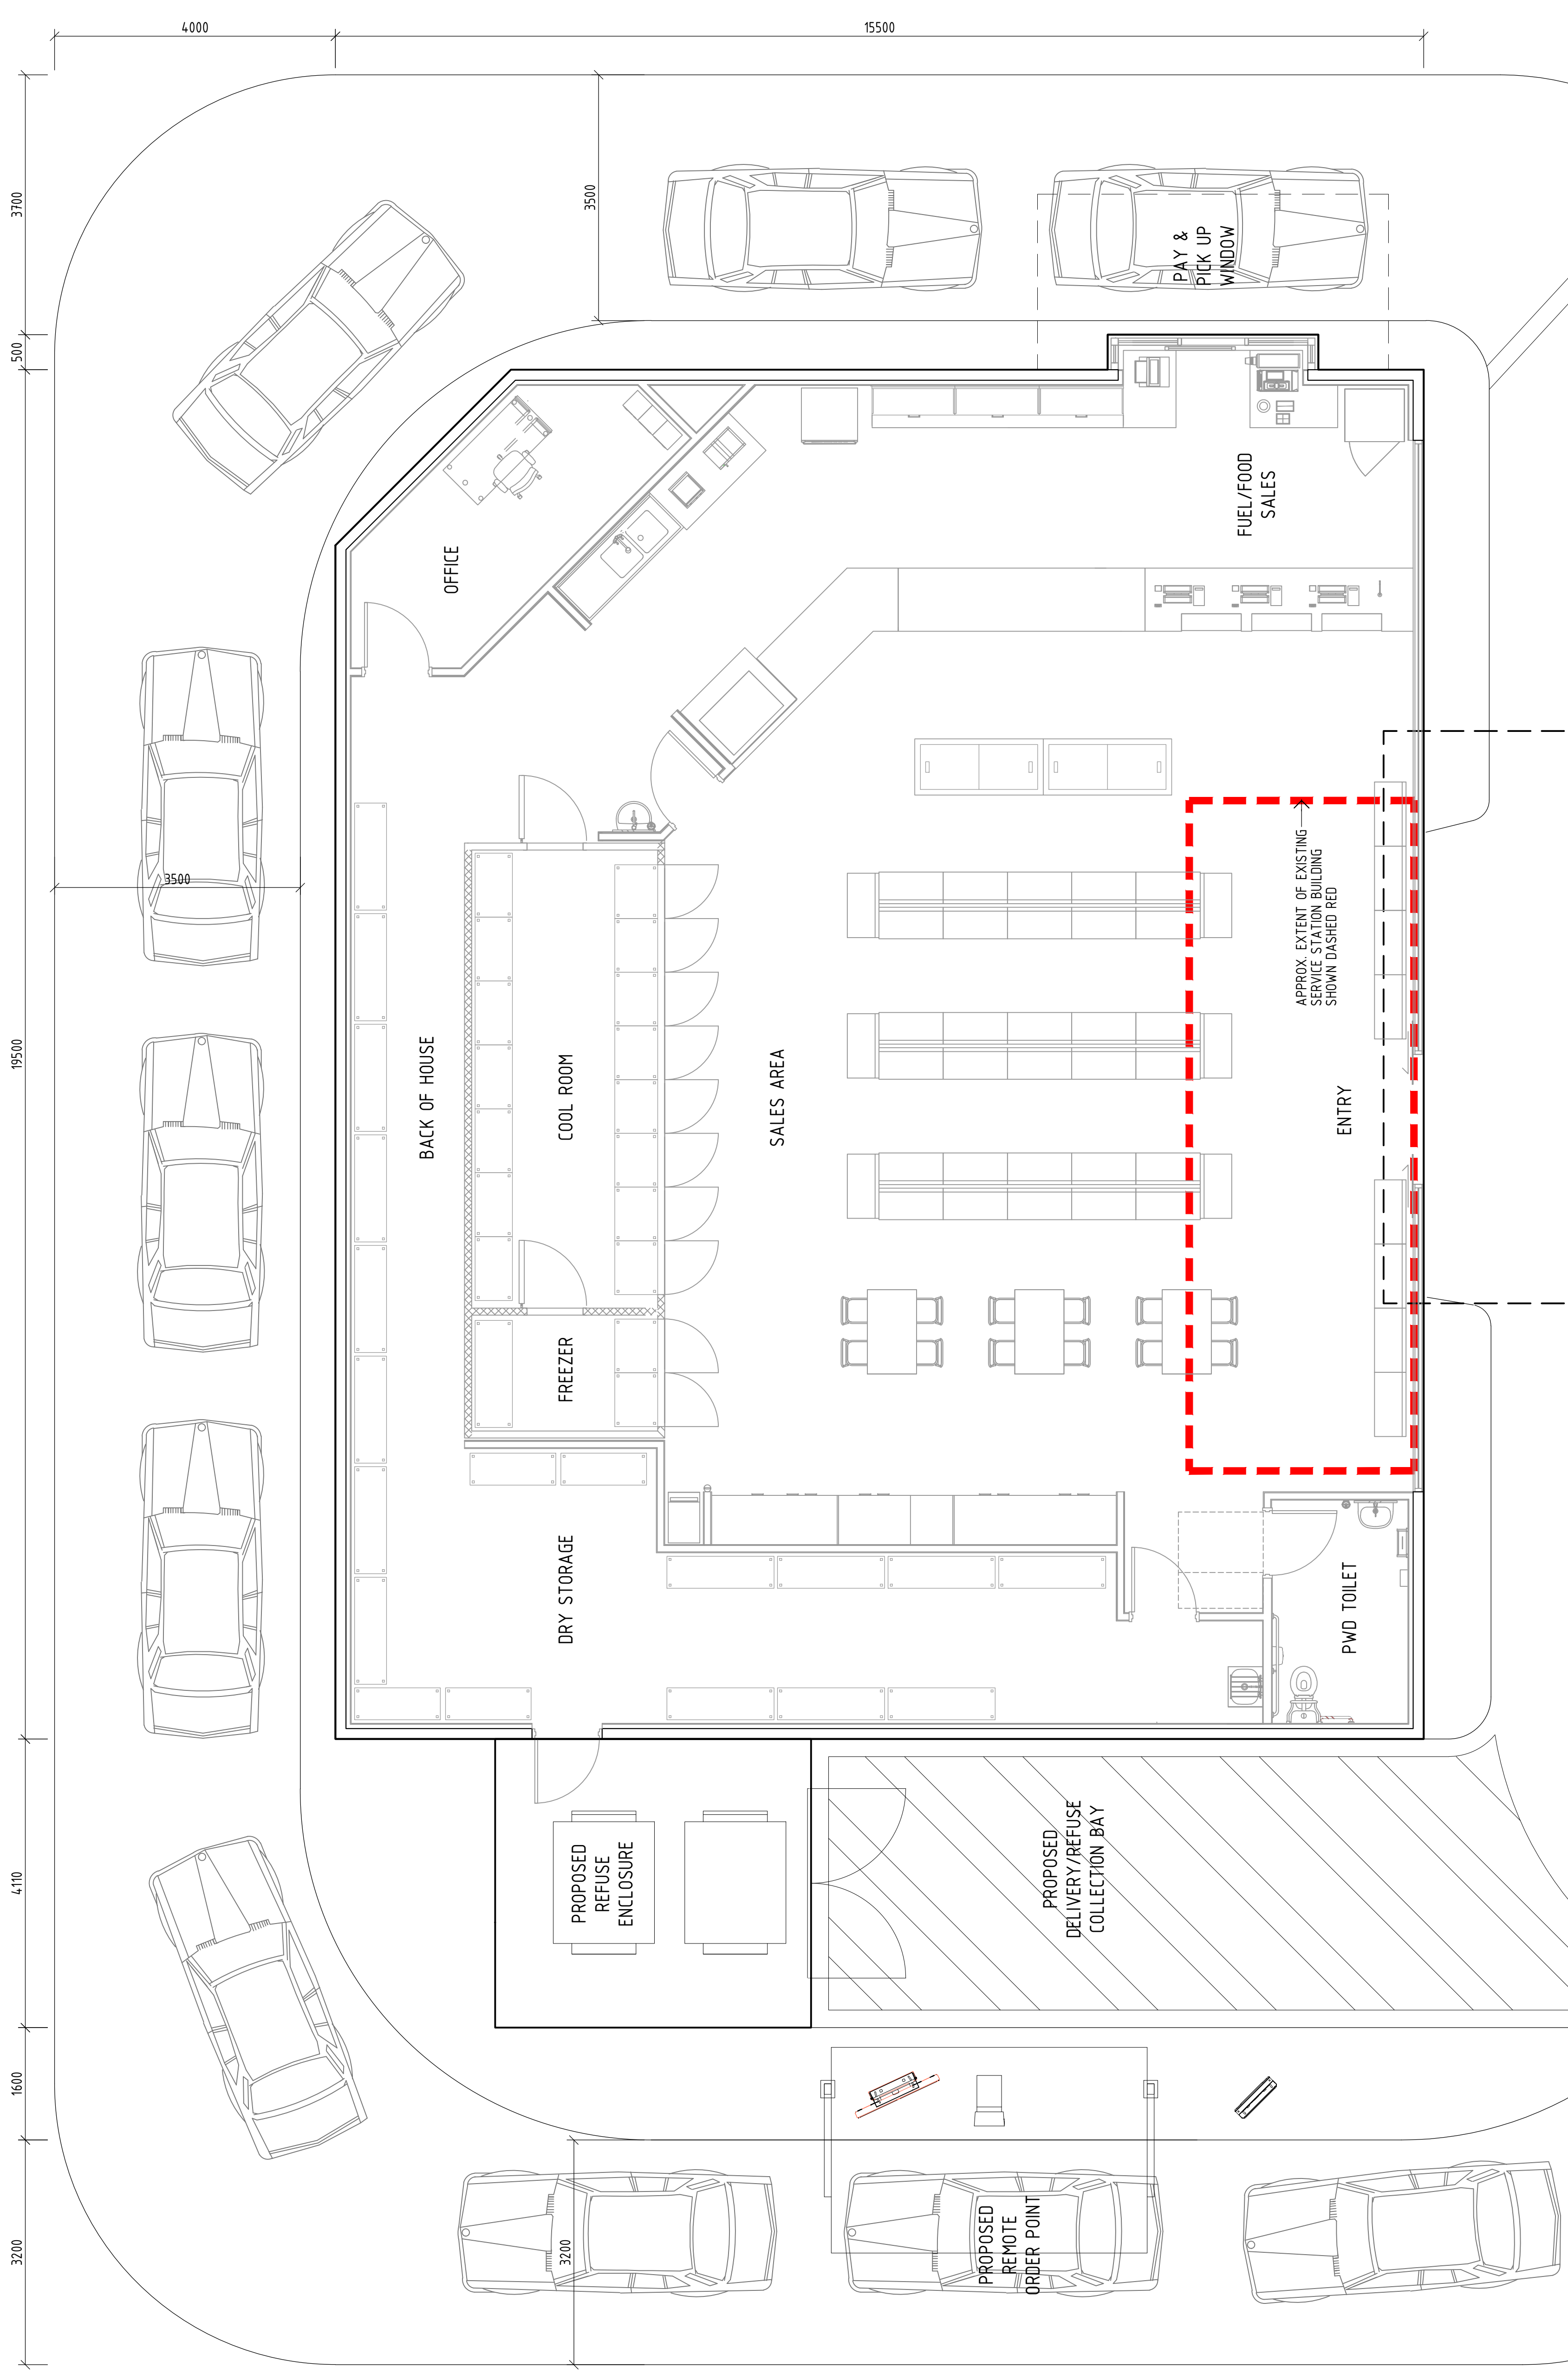 4000
15500
3700
3500
PAY &
PICK UP
WINDOW
500
FUEL/FOOD
SALES
OFFICE
3500
APPROX. EXTENT OF EXISTING
SERVICE STATION BUILDING
SHOWN DASHED RED
19500
BACK OF HOUSE
COOL ROOM
SALES AREA
ENTRY
FREEZER
DRY STORAGE
PWD TOILET
4110
PROPOSED
REFUSE
ENCLOSURE
PROPOSED
DELIVERY/REFUSE
COLLECTION BAY
1600
3200
3200
PROPOSED
REMOTE
ORDER POINT